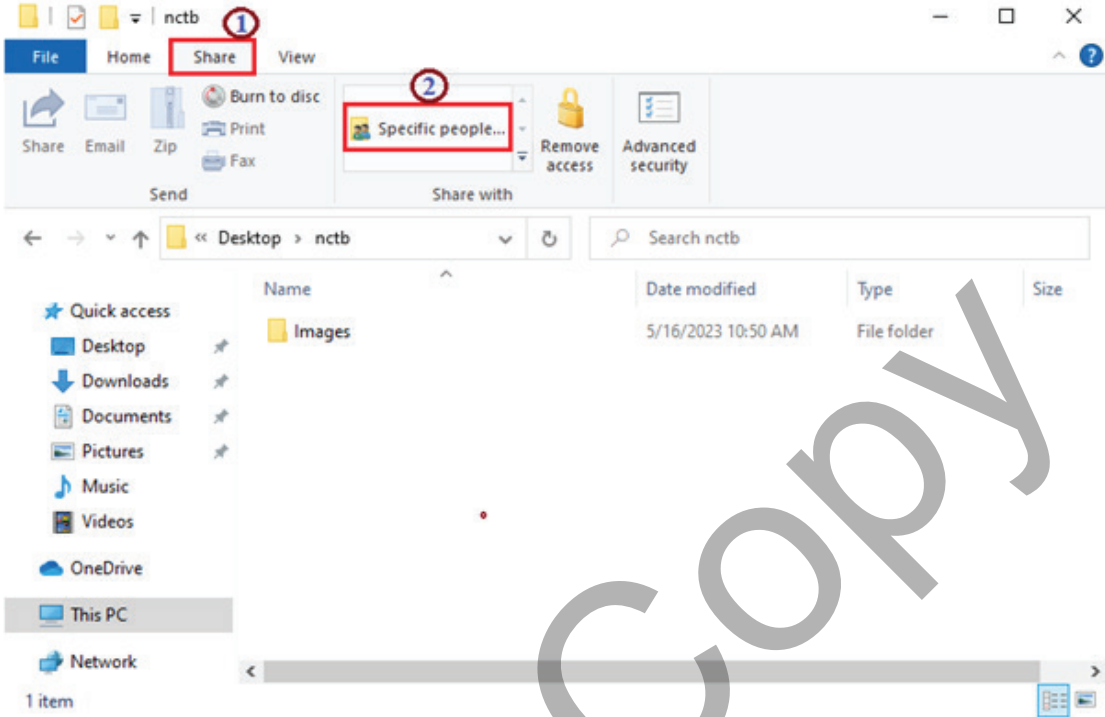 nctb
1
File Home Share View
2
Share
Email
Zip
Burn to disc
Print
Fax
Send
Specific people...
Share with
Remove access
Advanced security
« Desktop > nctb
Search nctb
Name Date modified Type Size
Images 5/16/2023 10:50 AM File folder
Quick access
Desktop
Downloads
Documents
Pictures
Music
Videos
OneDrive
This PC
Network
1 item
Copy